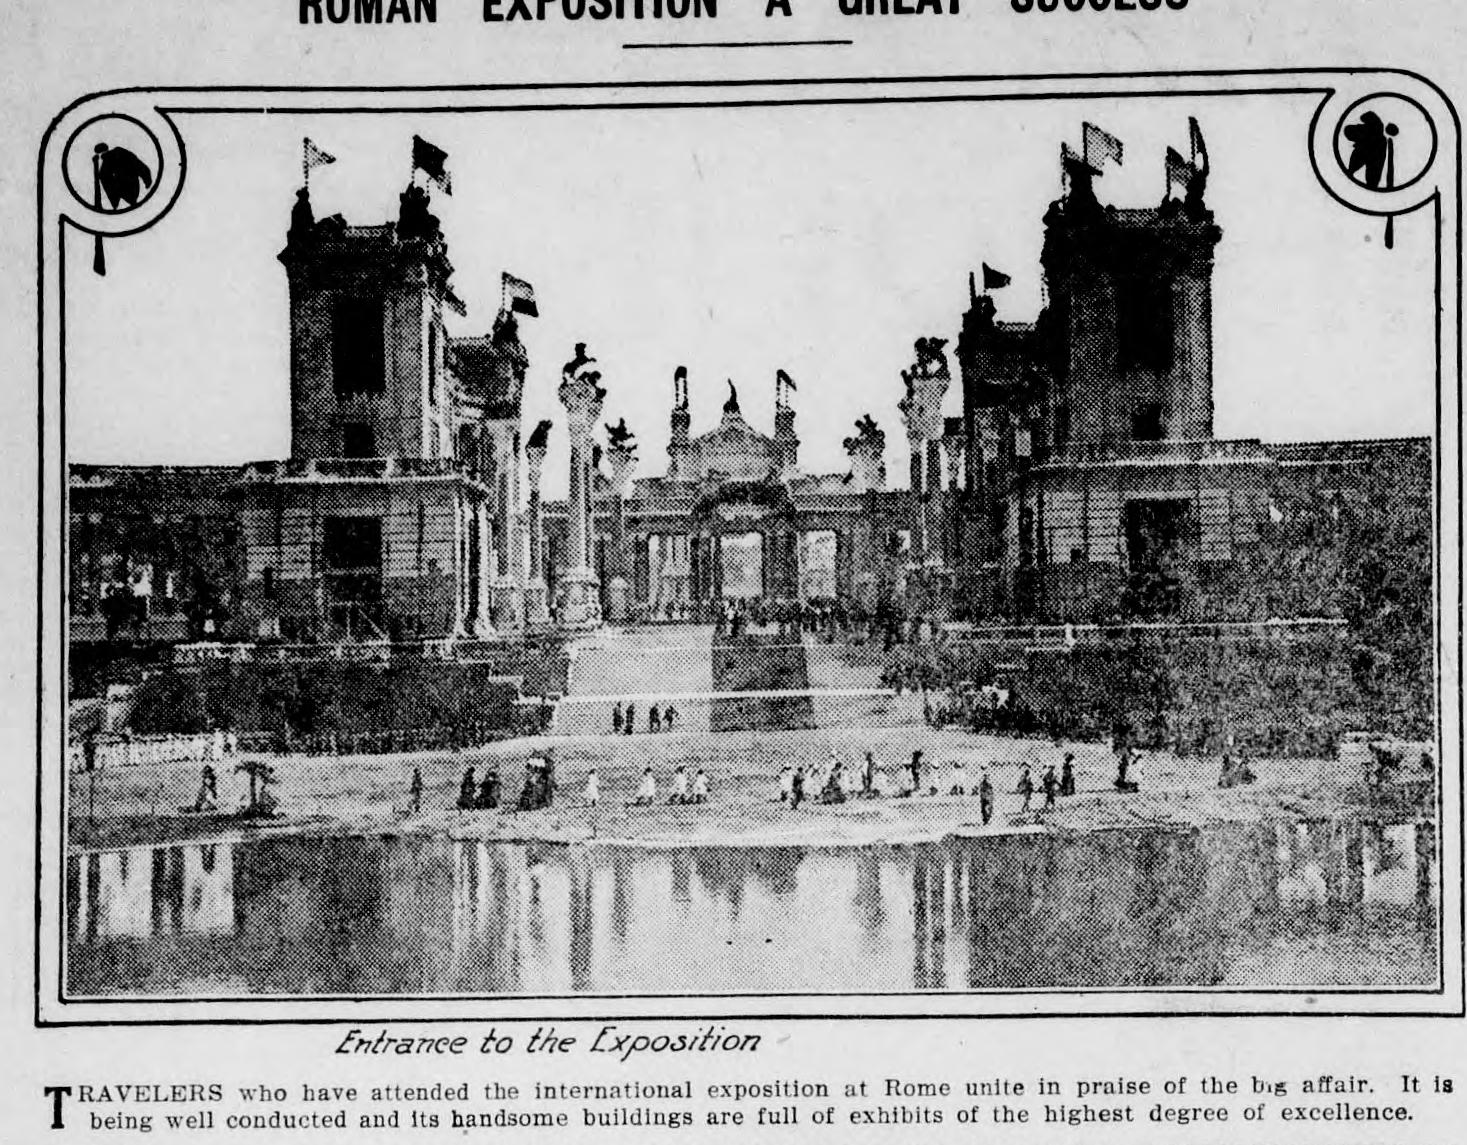 ROMAN EXPOSITION A GREAT SUCCESS
Entrance to the Exposition
TRAVELERS who have attended the international exposition at Rome unite in praise of the big affair. It is
being well conducted and its handsome buildings are full of exhibits of the highest degree of excellence.